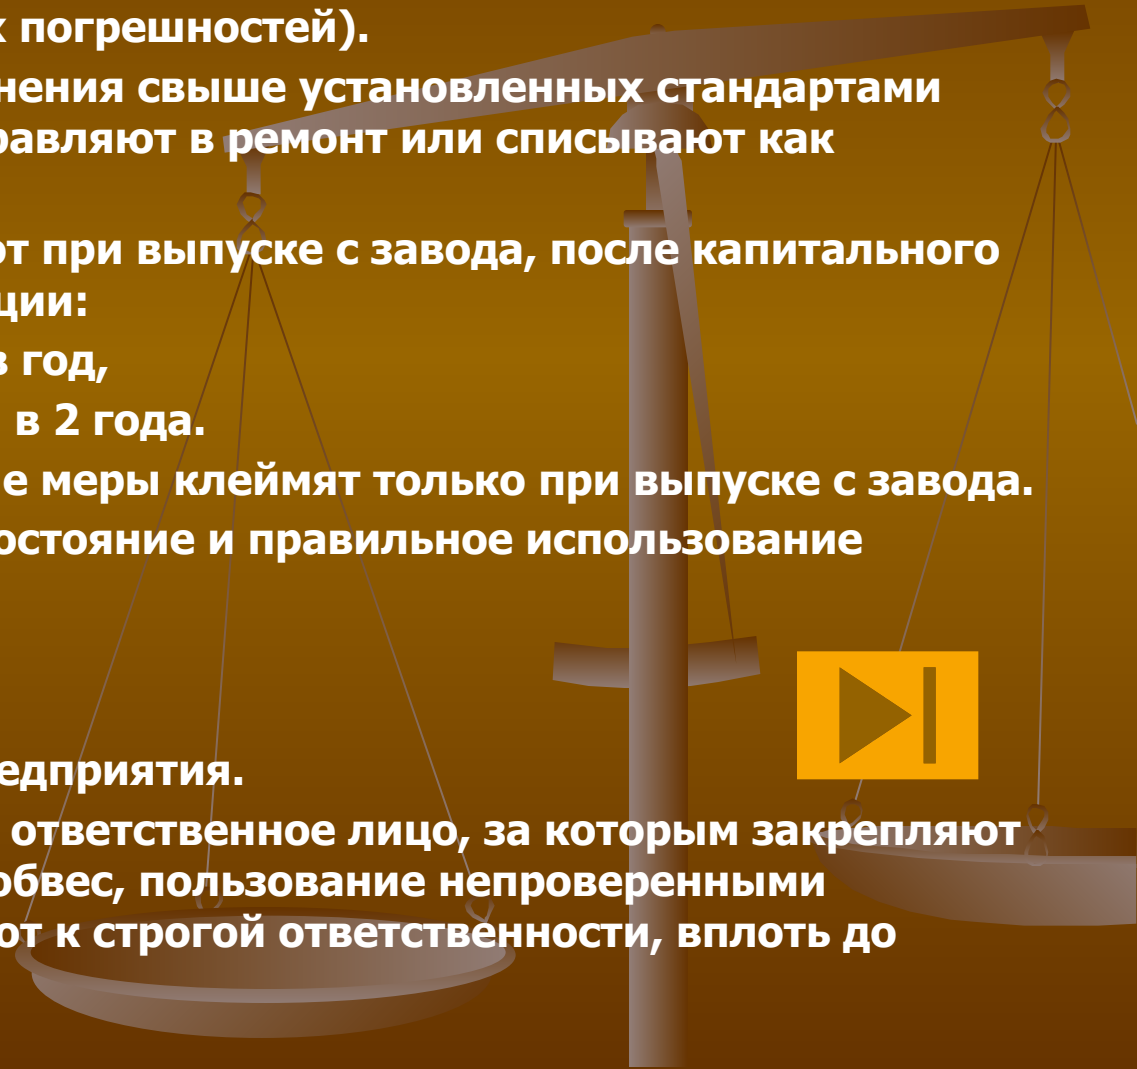 х погрешностей).
нения свыше установленных стандартами
равляют в ремонт или списывают как
от при выпуске с завода, после капитального
ции:
в год,
в 2 года.
е меры клеймят только при выпуске с завода.
остояние и правильное использование
едприятия.
ответственное лицо, за которым закрепляют
обвес, пользование непроверенными
от к строгой ответственности, вплоть до